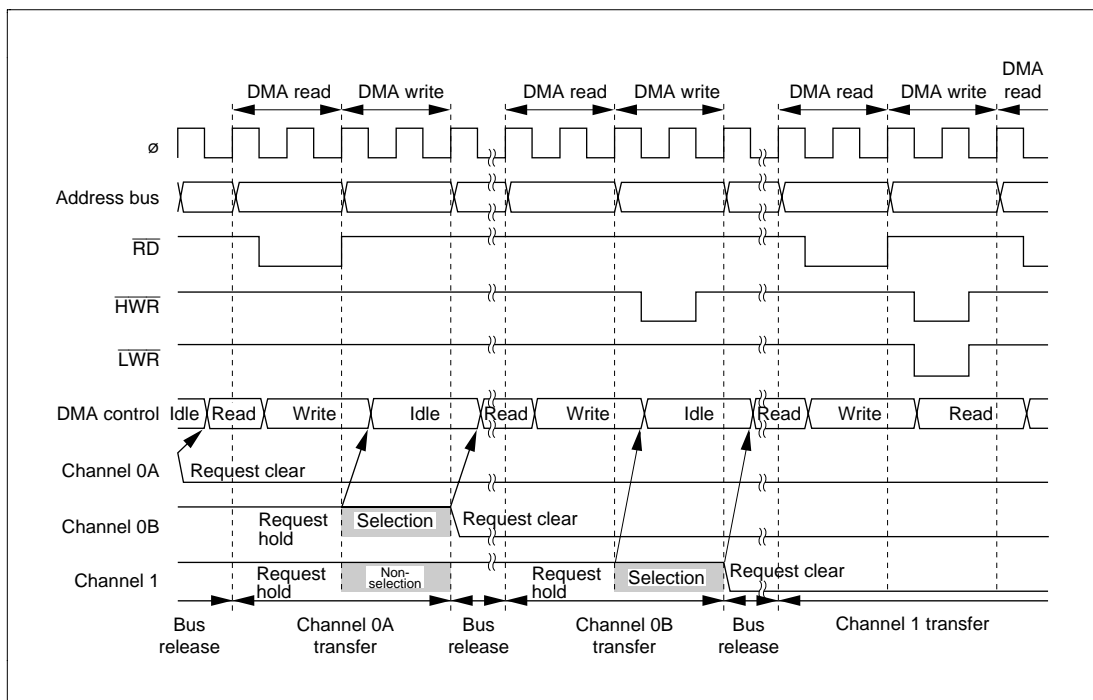 DMA
DMA read DMA write DMA read DMA write DMA read DMA write read
ø
Address bus
RD
HWR
LWR
DMA control Idle Read Write Idle Read Write Idle Read Write Read
Channel 0A Request clear
Channel 0B Request hold Selection Request clear
Channel 1 Request hold Non-selection Request hold Selection Request clear
Bus release Channel 0A transfer Bus release Channel 0B transfer Bus release Channel 1 transfer